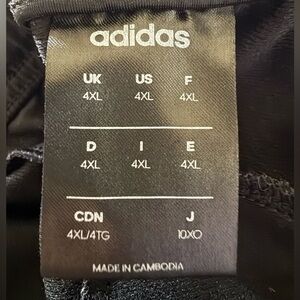 adidas
UK US F
4XL 4XL 4XL
D I E
4XL 4XL 4XL
CDN J
4XL/4TG 10XO
MADE IN CAMBODIA